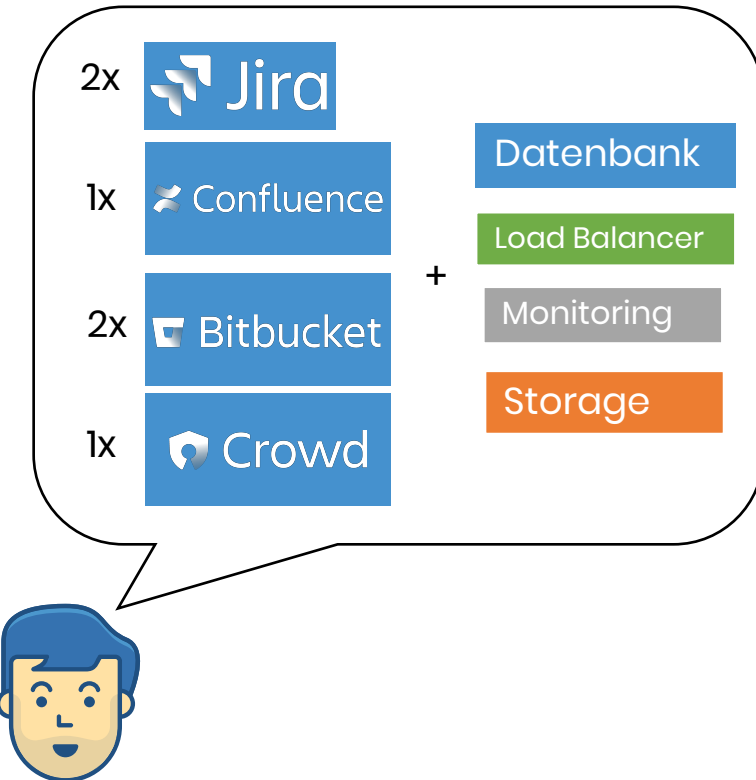 2x Jira
1x Confluence
2x Bitbucket
1x Crowd
+
Datenbank
Load Balancer
Monitoring
Storage